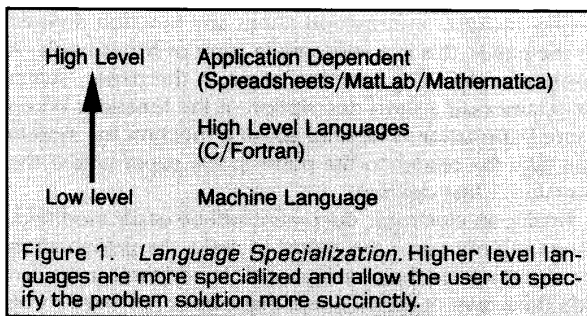 High Level Application Dependent
(Spreadsheets/MatLab/Mathematica)
High Level Languages
(C/Fortran)
Low level Machine Language
Figure 1. Language Specialization. Higher level lan-
guages are more specialized and allow the user to spec-
ify the problem solution more succinctly.